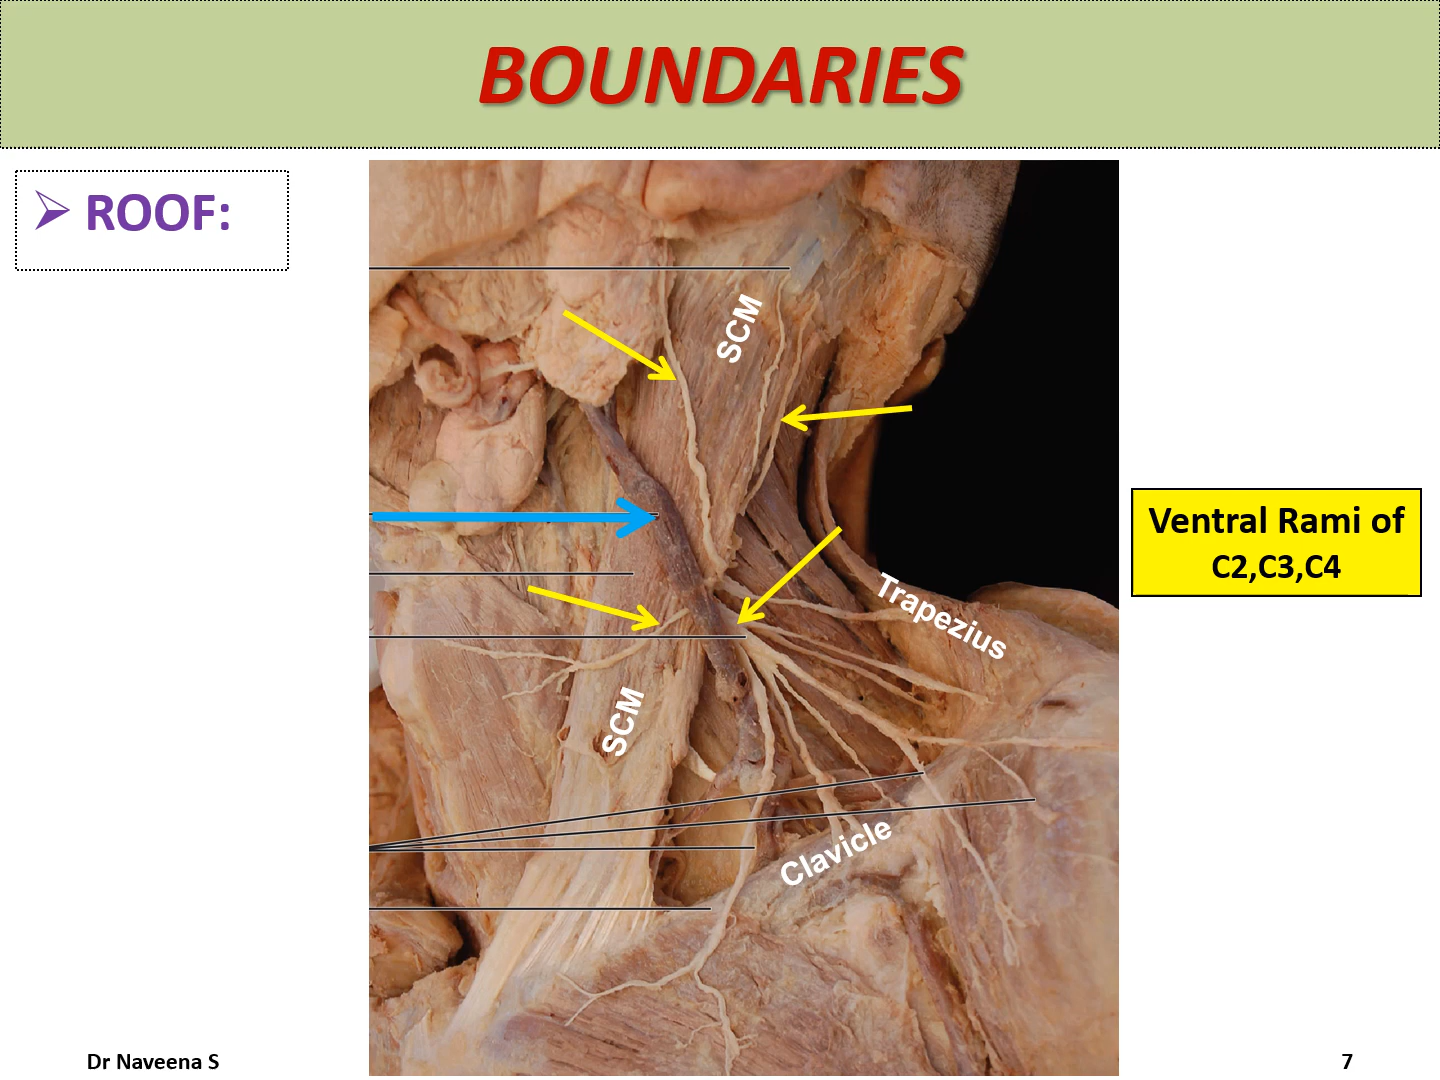 BOUNDARIES
➢ ROOF:
SCM
Ventral Rami of
C2,C3,C4
Trapezius
SCM
Clavicle
Dr Naveena S
7